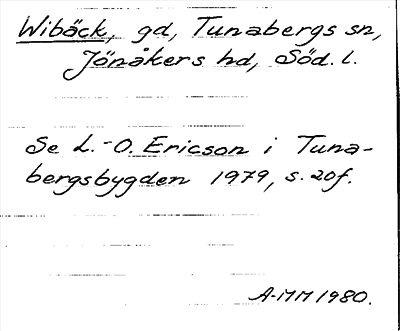 Wibäck, gd, Tunabergs sn,
Jönåkers hd, Söd. l.
Se L.-O. Ericson i Tuna-
bergsbygden 1979, s. 20f.
A-MM 1980.